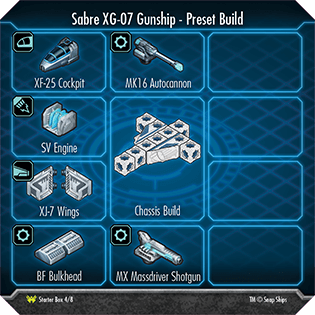 Sabre XG-07 Gunship - Preset Build
XF-25 Cockpit
MK16 Autocannon
SV Engine
XJ-7 Wings
Chassis Build
BF Bulkhead
MX Massdriver Shotgun
Starter Box 4/8
TM © Snap Ships